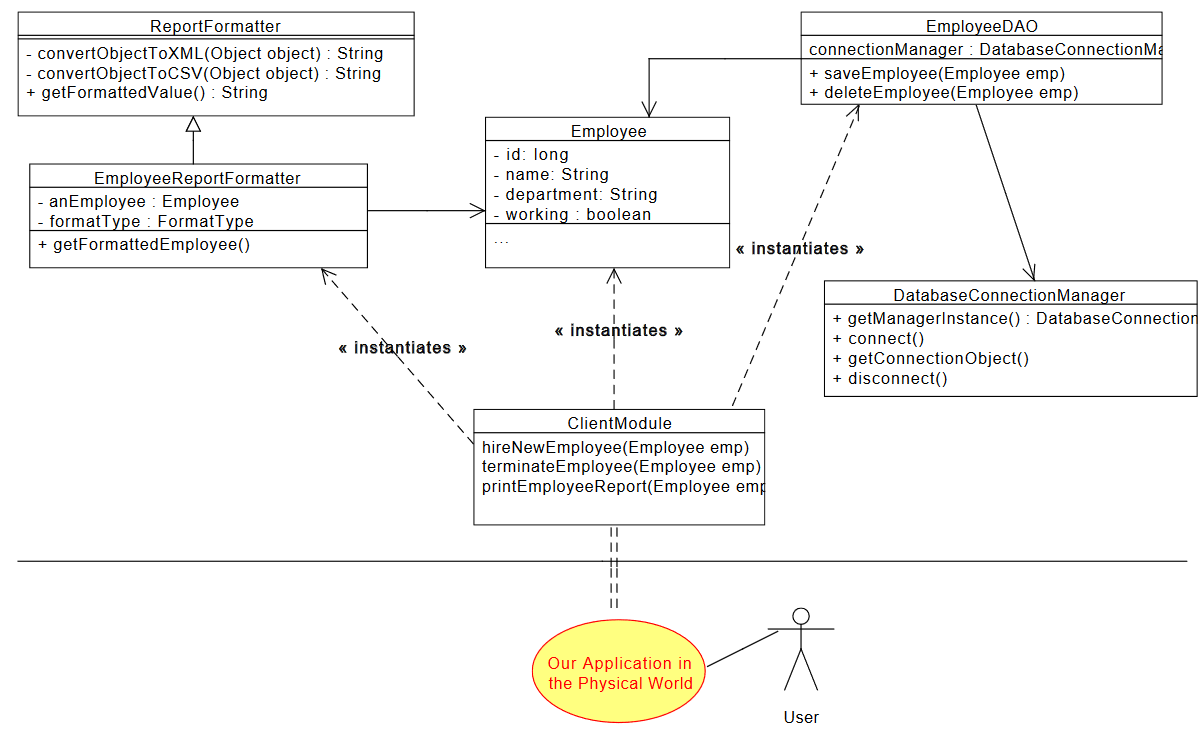 ReportFormatter
- convertObjectToXML(Object object) : String
- convertObjectToCSV(Object object) : String
+ getFormattedValue() : String
EmployeeDAO
connectionManager : DatabaseConnectionMa
+ saveEmployee(Employee emp)
+ deleteEmployee(Employee emp)
Employee
- id: long
- name: String
- department: String
- working : boolean
...
EmployeeReportFormatter
- anEmployee : Employee
- formatType : FormatType
+ getFormattedEmployee()
« instantiates »
DatabaseConnectionManager
+ getManagerInstance() : DatabaseConnection
+ connect()
+ getConnectionObject()
+ disconnect()
« instantiates »
« instantiates »
ClientModule
hireNewEmployee(Employee emp)
terminateEmployee(Employee emp)
printEmployeeReport(Employee emp
Our Application in
the Physical World
User